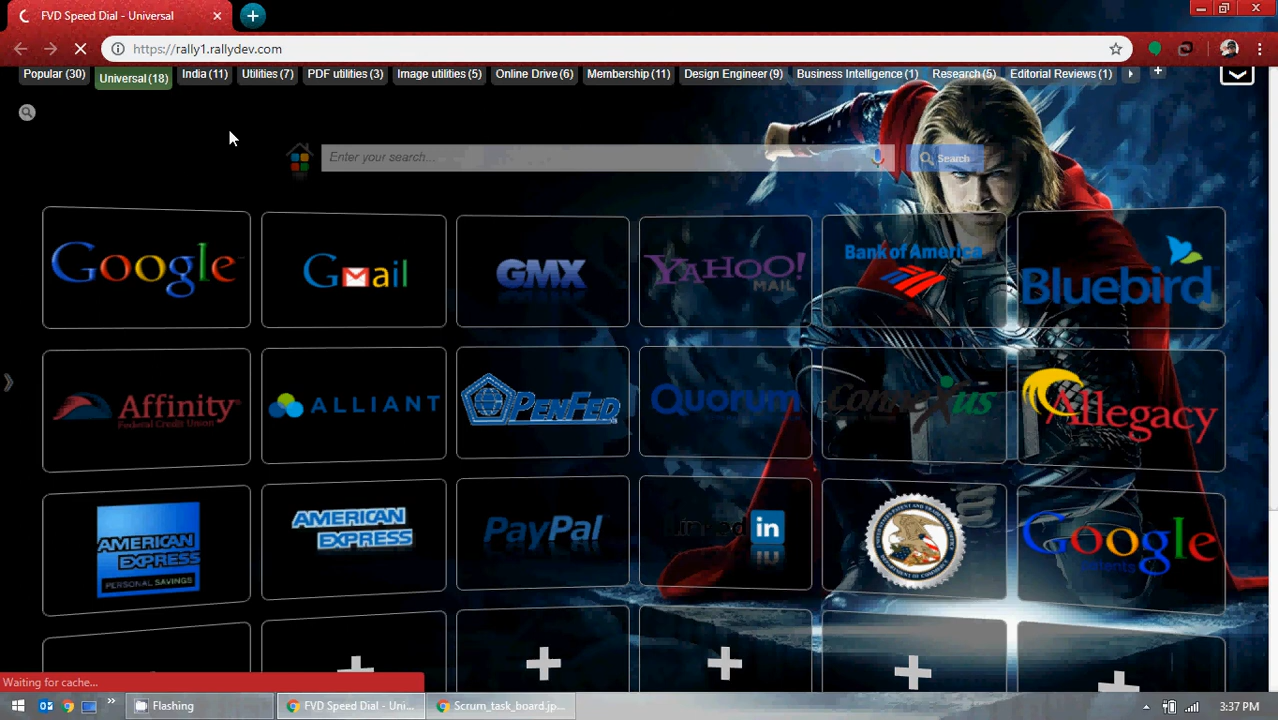 FVD Speed Dial - Universal
https://rally1.rallydev.com
Popular (30) Universal (18) India (11) Utilities (7) PDF utilities (3) Image utilities (5) Online Drive (6) Membership (11) Design Engineer (9) Business Intelligence (1) Research (5) Editorial Reviews (1)
Enter your search... Search
Google
Gmail
GMX
YAHOO!
MAIL
Bank of America
Bluebird
Affinity
Federal Credit Union
ALLIANT
PENFED
Quorum
Connexus
Allegacy
AMERICAN
EXPRESS
PERSONAL SAVINGS
AMERICAN
EXPRESS
PayPal
Linked in
Google
Patents
Waiting for cache...
Flashing
FVD Speed Dial - Uni...
Scrum_task_board.jp...
3:37 PM